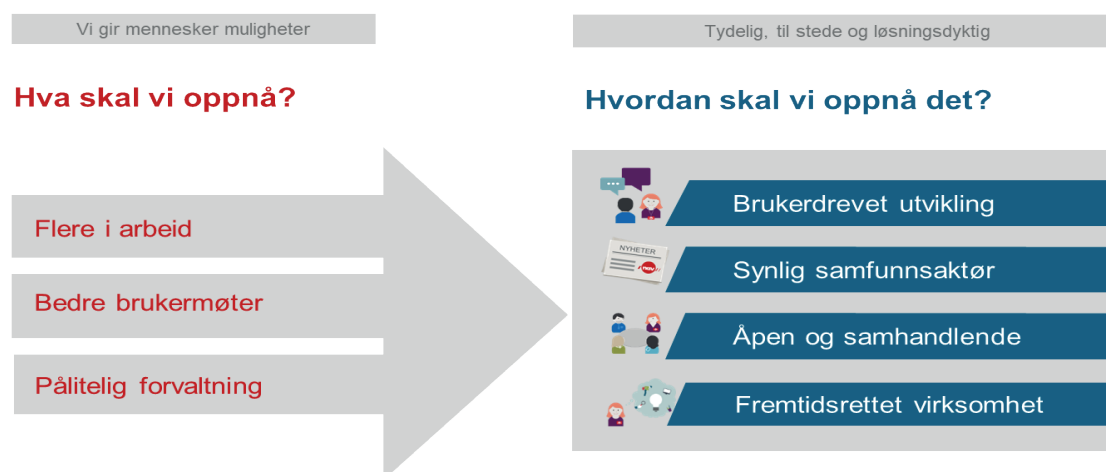 Vi gir mennesker muligheter
Hva skal vi oppnå?
Flere i arbeid
Bedre brukermøter
Pålitelig forvaltning
Tydelig, til stede og løsningsdyktig
Hvordan skal vi oppnå det?
Brukerdrevet utvikling
NYHETER
nav
Synlig samfunnsaktør
Åpen og samhandlende
Fremtidsrettet virksomhet